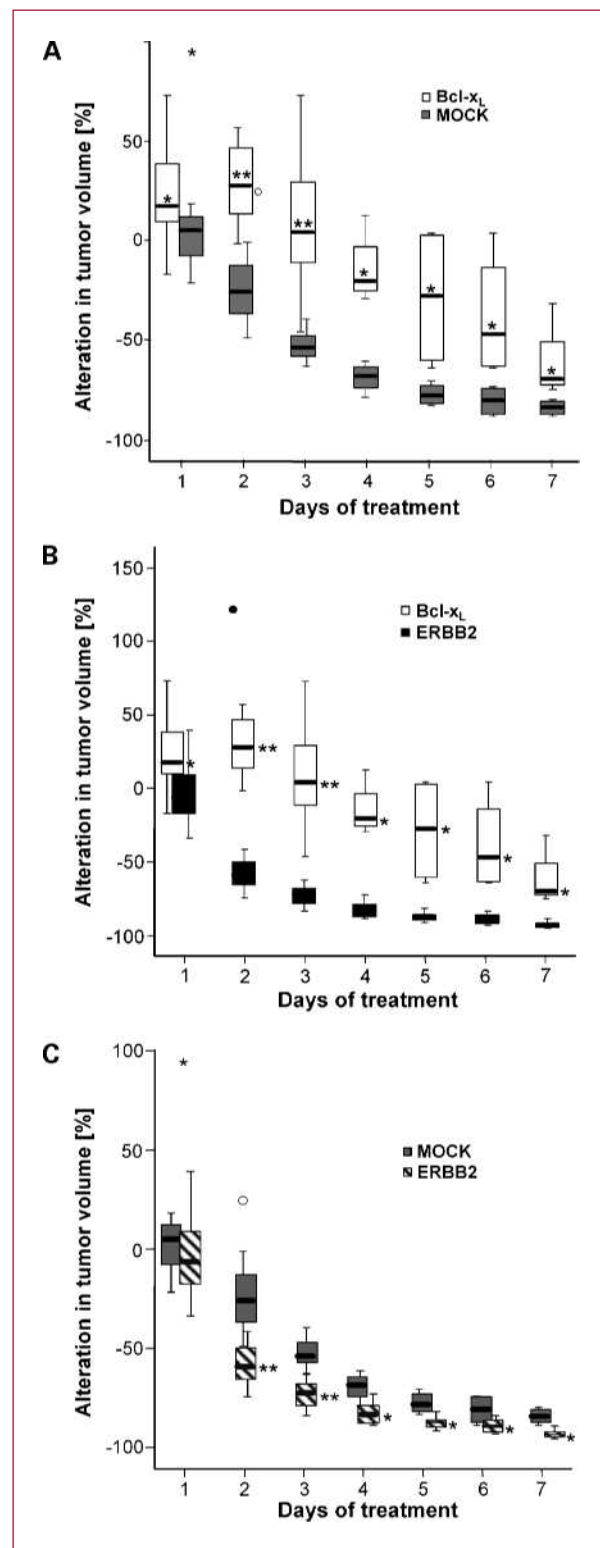 A
Bcl-xL
MOCK
Alteration in tumor volume [%]
50
0
-50
-100
*
*
**
**
*
*
*
*
1 2 3 4 5 6 7
Days of treatment
B
Bcl-xL
ERBB2
Alteration in tumor volume [%]
150
100
50
0
-50
-100
*
**
**
*
*
*
*
1 2 3 4 5 6 7
Days of treatment
C
MOCK
ERBB2
Alteration in tumor volume [%]
100
50
0
-50
-100
*
**
**
*
*
*
*
1 2 3 4 5 6 7
Days of treatment